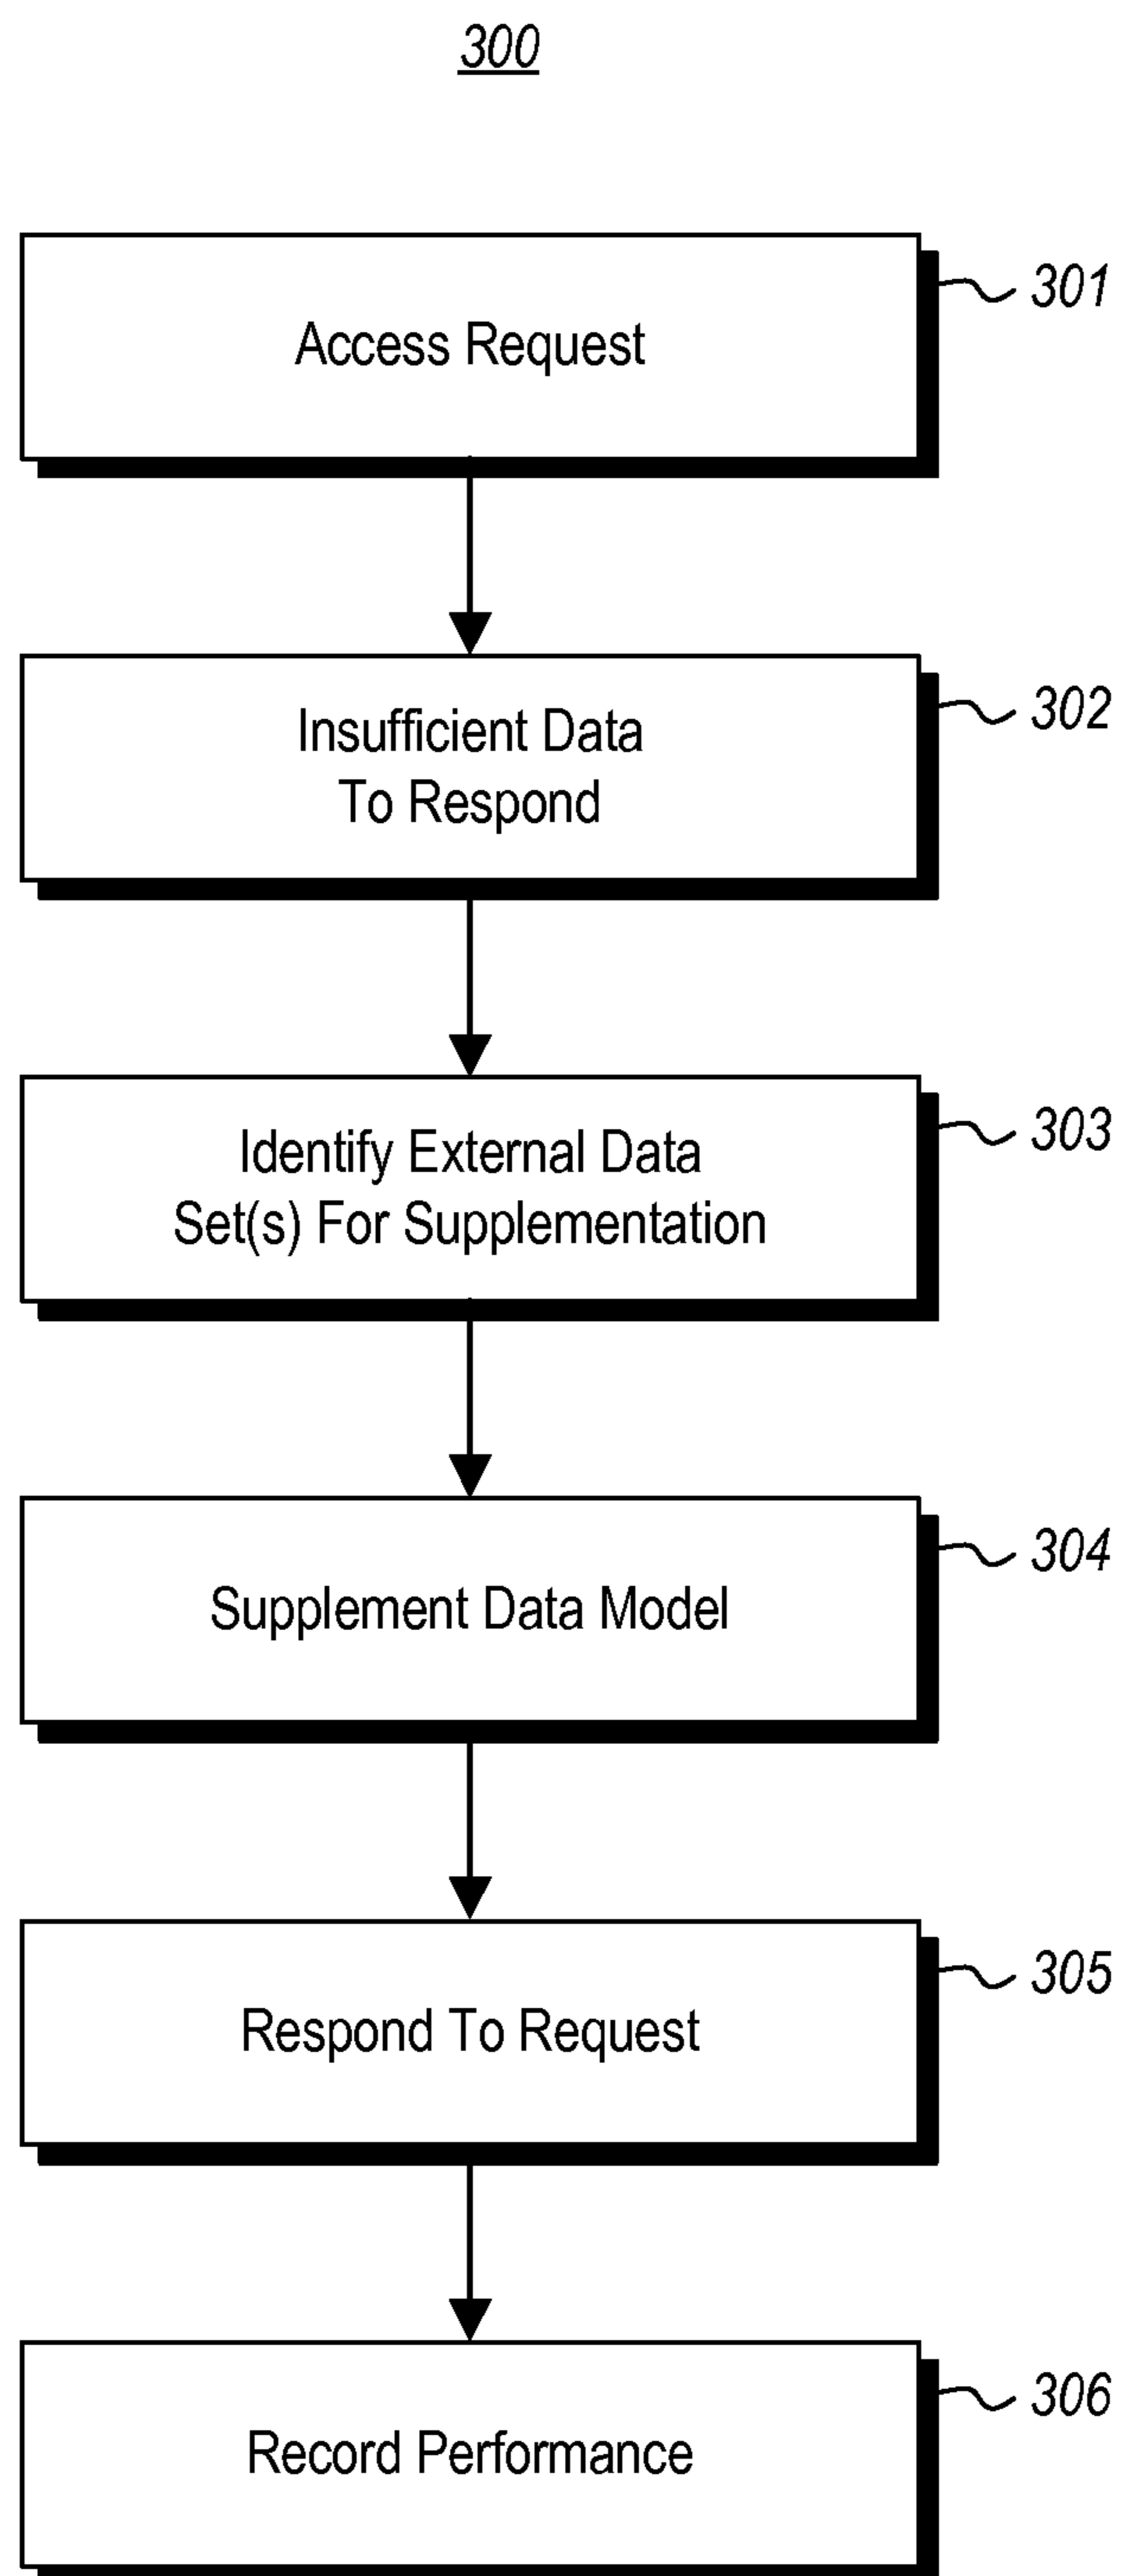 300
Access Request
301
Insufficient Data
To Respond
302
Identify External Data
Set(s) For Supplementation
303
Supplement Data Model
304
Respond To Request
305
Record Performance
306